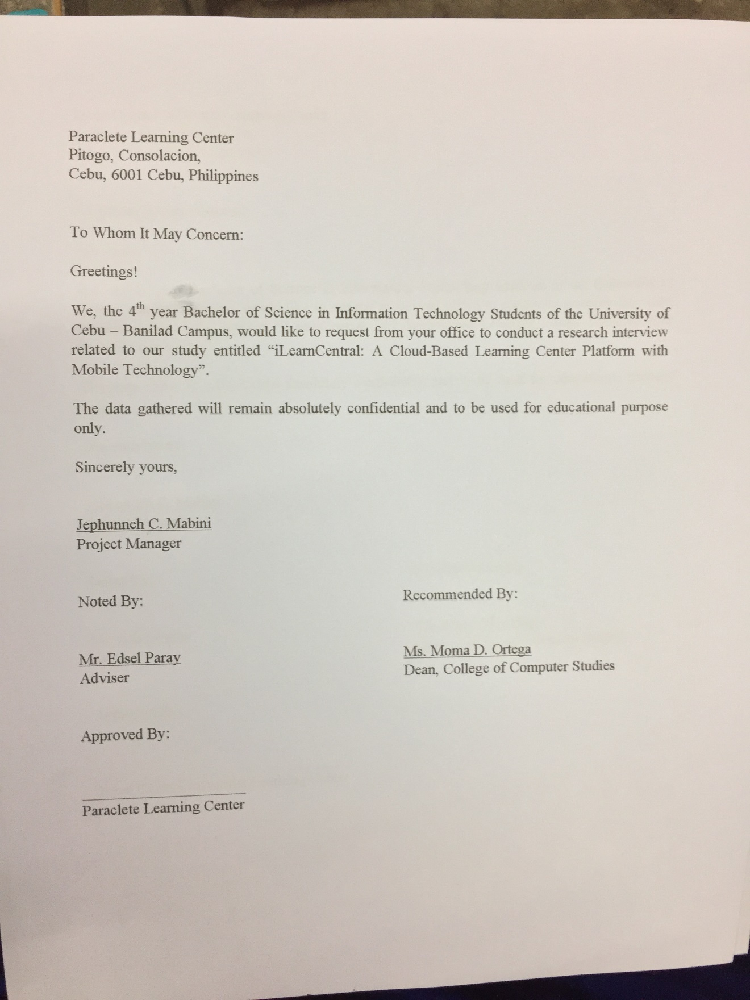 Paraclete Learning Center
Pitogo, Consolacion,
Cebu, 6001 Cebu, Philippines
To Whom It May Concern:
Greetings!
We, the 4th year Bachelor of Science in Information Technology Students of the University of
Cebu – Banilad Campus, would like to request from your office to conduct a research interview
related to our study entitled “iLearnCentral: A Cloud-Based Learning Center Platform with
Mobile Technology”.
The data gathered will remain absolutely confidential and to be used for educational purpose
only.
Sincerely yours,
Jephunneh C. Mabini
Project Manager
Noted By:
Recommended By:
Mr. Edsel Paray
Adviser
Ms. Moma D. Ortega
Dean, College of Computer Studies
Approved By:
Paraclete Learning Center